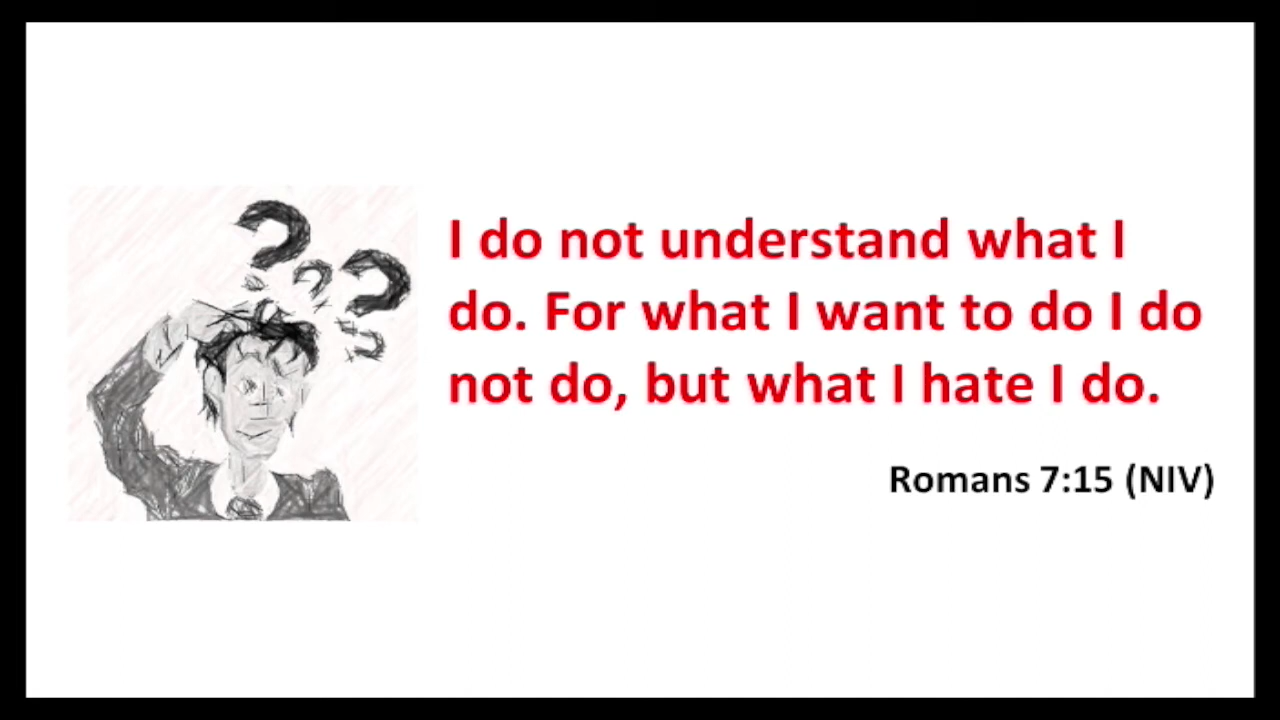 I do not understand what I
do. For what I want to do I do
not do, but what I hate I do.
Romans 7:15 (NIV)